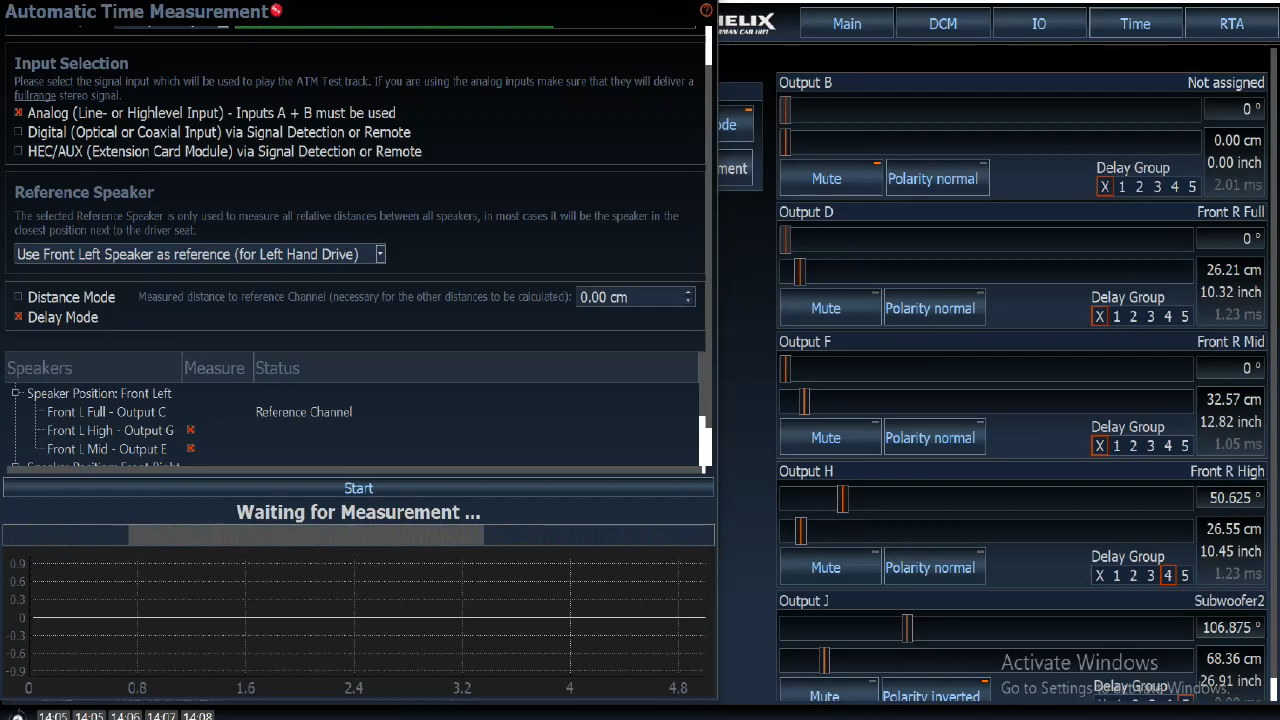 Automatic Time Measurement
Input Selection
Please select the signal input which will be used to play the ATM Test track. If you are using the analog inputs make sure that they will deliver a
fullrange stereo signal.
Analog (Line- or Highlevel Input) - Inputs A + B must be used
Digital (Optical or Coaxial Input) via Signal Detection or Remote
HEC/AUX (Extension Card Module) via Signal Detection or Remote
Reference Speaker
The selected Reference Speaker is only used to measure all relative distances between all speakers, in most cases it will be the speaker in the
closest position next to the driver seat.
Use Front Left Speaker as reference (for Left Hand Drive)
Distance Mode Measured distance to reference Channel (necessary for the other distances to be calculated): 0.00 cm
Delay Mode
Speakers Measure Status
Speaker Position: Front Left
Front L Full - Output C Reference Channel
Front L High - Output G
Front L Mid - Output E
Speaker Position: Front Right
Start
Waiting for Measurement ...
0.9
0.6
0.3
0
-0.3
-0.6
-0.9
0 0.8 1.6 2.4 3.2 4 4.8
14:05 14:05 14:06 14:07 14:08
HELIX
Main DCM IO Time RTA
ode
ment
Output B Not assigned
0 °
0.00 cm
0.00 inch
2.01 ms
Mute Polarity normal
Delay Group
X 1 2 3 4 5
Output D Front R Full
0 °
26.21 cm
10.32 inch
1.23 ms
Mute Polarity normal
Delay Group
X 1 2 3 4 5
Output F Front R Mid
0 °
32.57 cm
12.82 inch
1.05 ms
Mute Polarity normal
Delay Group
X 1 2 3 4 5
Output H Front R High
50.625 °
26.55 cm
10.45 inch
1.23 ms
Mute Polarity normal
Delay Group
X 1 2 3 4 5
Output J Subwoofer2
106.875 °
68.36 cm
26.91 inch
Mute Polarity inverted
Delay Group
Activate Windows
Go to Settings to activate Windows.